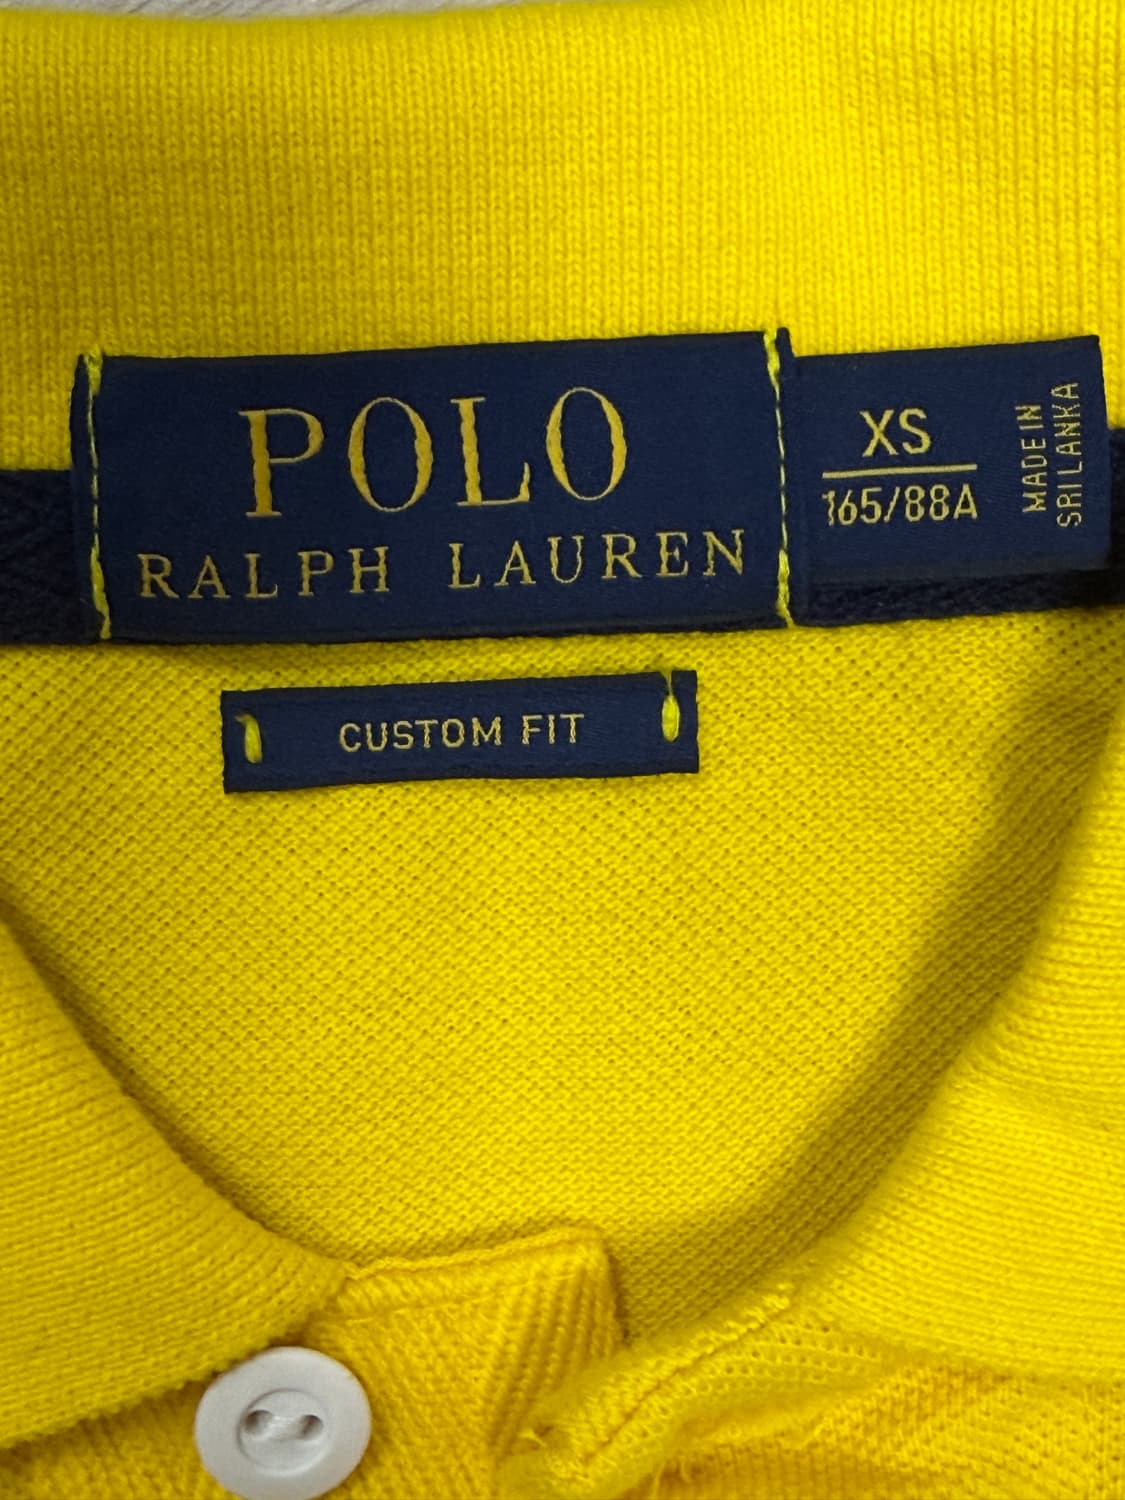 POLO
RALPH LAUREN
XS
165/88A
MADE IN
SRI LANKA
CUSTOM FIT